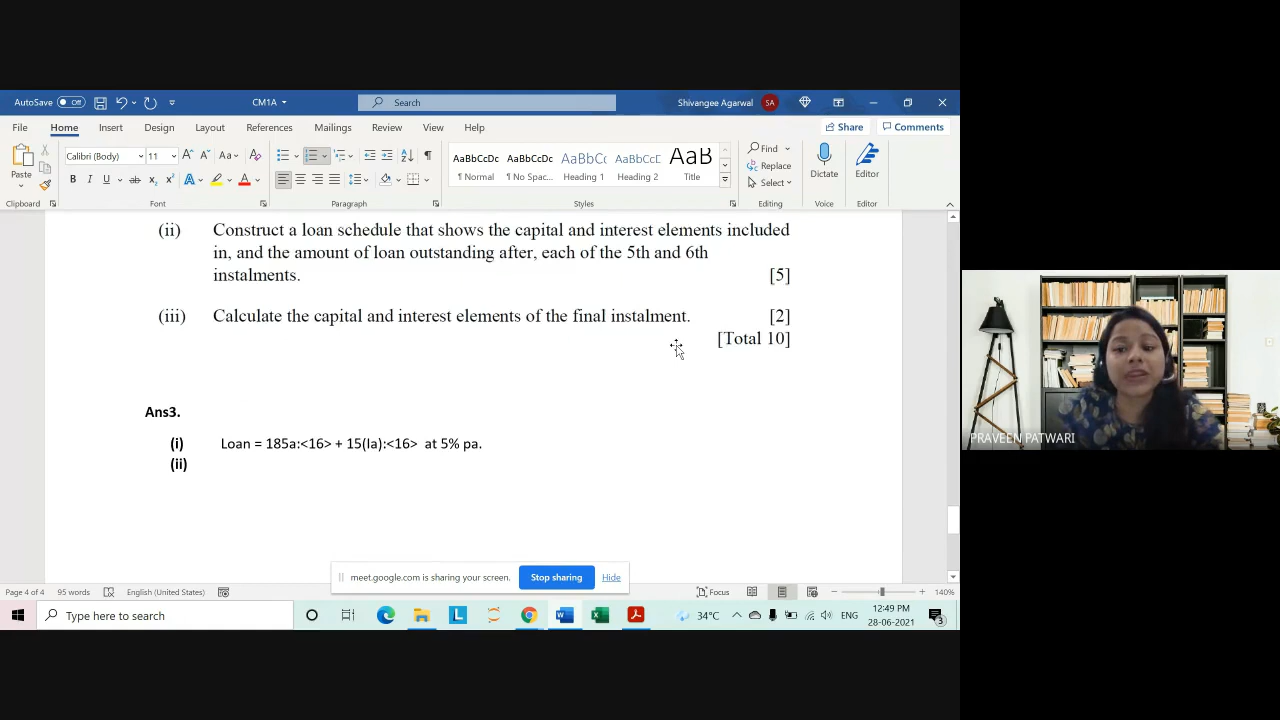 AutoSave Off CM1A Search Shivangee Agarwal SA
File Home Insert Design Layout References Mailings Review View Help Share Comments
Paste Calibri (Body) 11 Aa AaBbCcDc AaBbCcDc AaBbCc AaBbCcD AaB Find Replace Select Dictate Editor
B I U ab x₂ x² A A ¶ Normal ¶ No Spac... Heading 1 Heading 2 Title
Clipboard Font Paragraph Styles Editing Voice Editor
(ii) Construct a loan schedule that shows the capital and interest elements included
in, and the amount of loan outstanding after, each of the 5th and 6th
instalments. [5]
(iii) Calculate the capital and interest elements of the final instalment. [2]
[Total 10]
Ans3.
(i) Loan = 185a:<16> + 15(Ia):<16> at 5% pa.
(ii)
PRAVEEN PATWARI
meet.google.com is sharing your screen. Stop sharing Hide
Page 4 of 4 95 words English (United States) Focus 140%
Type here to search 34°C ENG 12:49 PM
28-06-2021 3